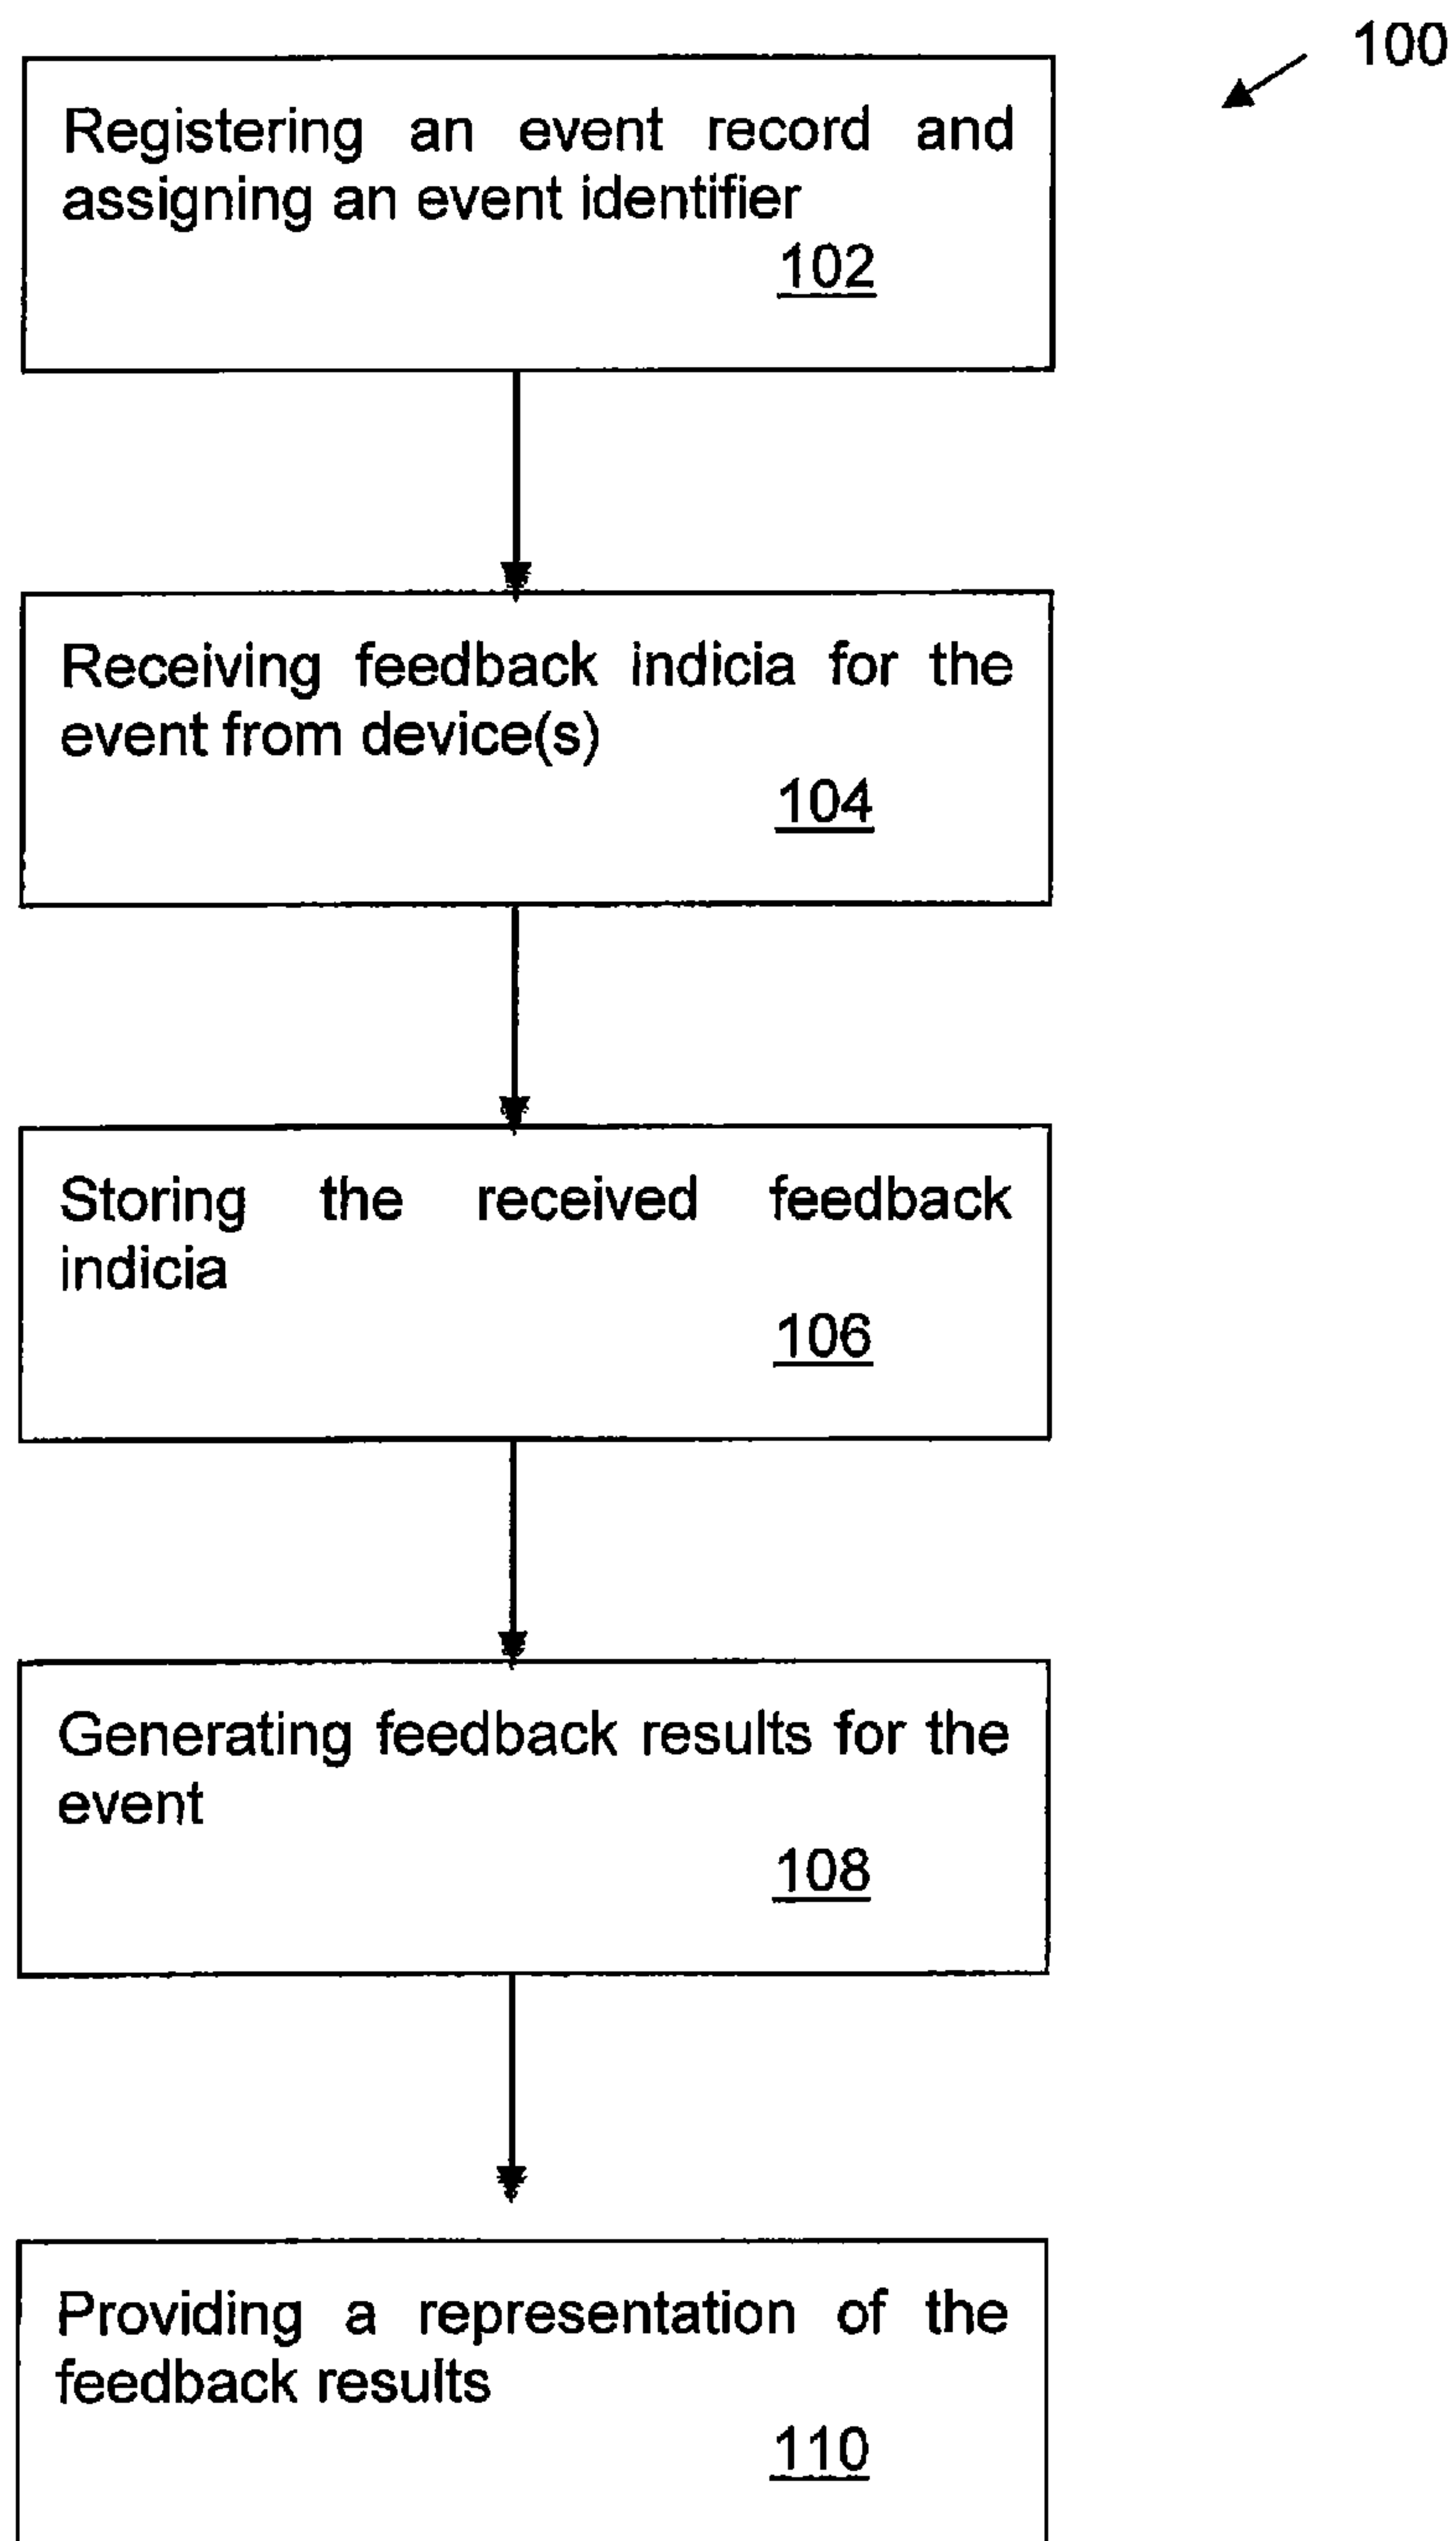 100
Registering an event record and
assigning an event identifier
102
Receiving feedback indicia for the
event from device(s)
104
Storing the received feedback
indicia
106
Generating feedback results for the
event
108
Providing a representation of the
feedback results
110